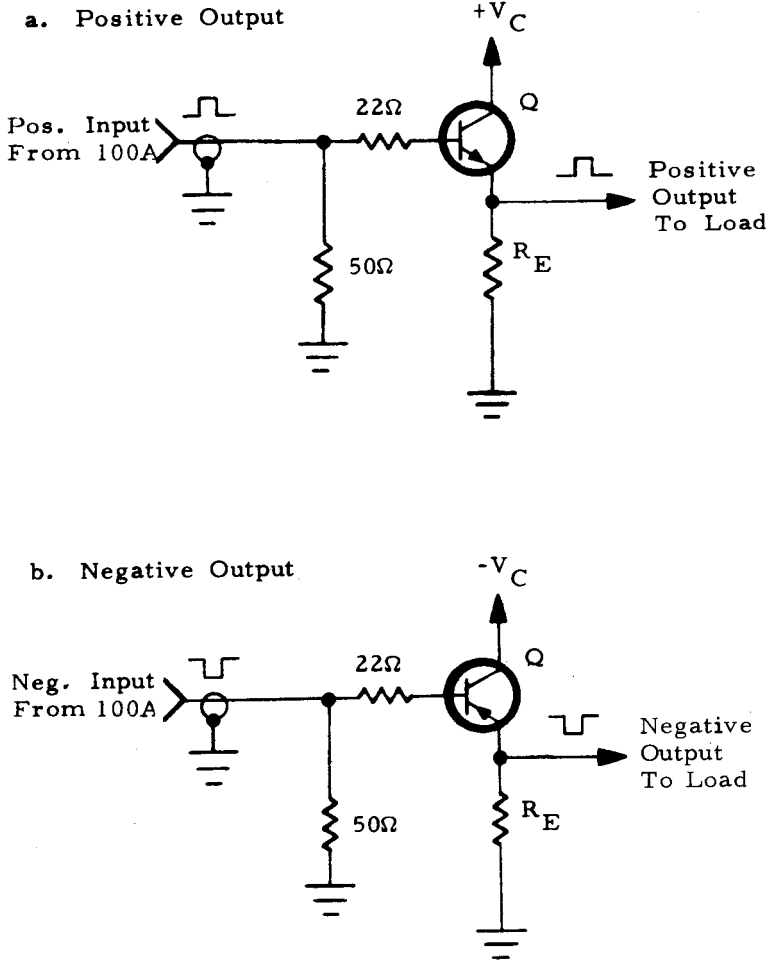 a. Positive Output
+VC
Q
22Ω
Pos. Input
From 100A
Positive
Output
To Load
50Ω
RE
b. Negative Output
-VC
Q
22Ω
Neg. Input
From 100A
Negative
Output
To Load
50Ω
RE